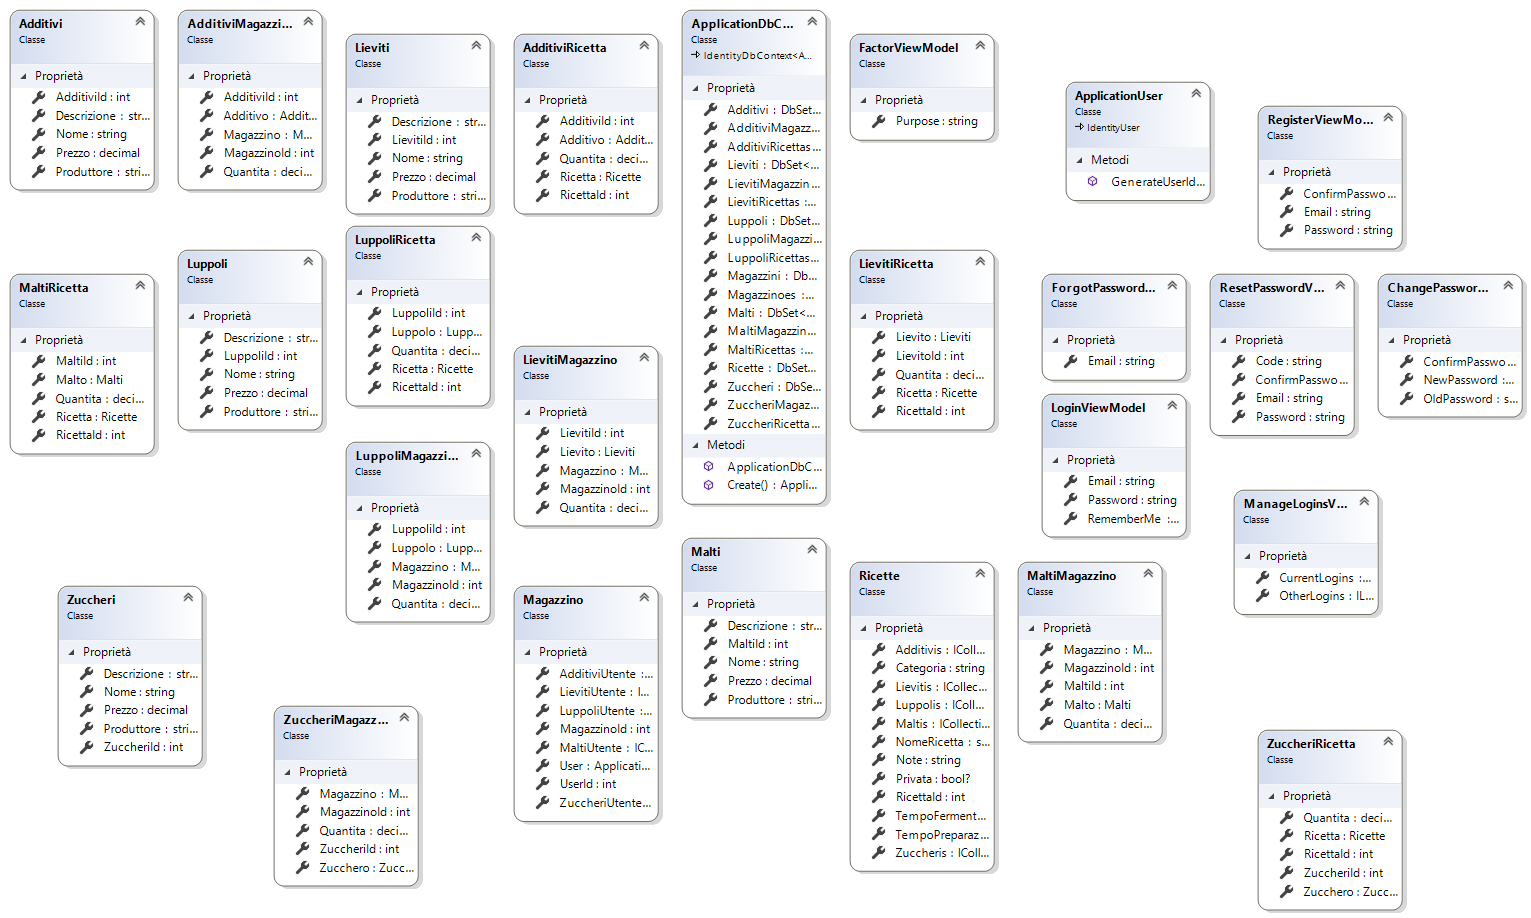 Additivi
Classe
Proprietà
AdditiviId : int
Descrizione : str...
Nome : string
Prezzo : decimal
Produttore : stri...
AdditiviMagazzi...
Classe
Proprietà
AdditiviId : int
Additivo : Addit...
Magazzino : M...
MagazzinoId : int
Quantita : deci...
Lieviti
Classe
Proprietà
Descrizione : str...
LievitiId : int
Nome : string
Prezzo : decimal
Produttore : stri...
AdditiviRicetta
Classe
Proprietà
AdditiviId : int
Additivo : Addit...
Quantita : deci...
Ricetta : Ricette
RicettaId : int
ApplicationDbC...
Classe
IdentityDbContext<A...
Proprietà
Additivi : DbSet...
AdditiviMagazz...
AdditiviRicettas...
Lieviti : DbSet<...
LievitiMagazzin...
LievitiRicettas :...
Luppoli : DbSet...
LuppoliMagazzi...
LuppoliRicettas...
Magazzini : Db...
Magazzinoes :...
Malti : DbSet<...
MaltiMagazzin...
MaltiRicettas :...
Ricette : DbSet...
Zuccheri : DbSe...
ZuccheriMagaz...
ZuccheriRicetta...
Metodi
ApplicationDbC...
Create() : Appli...
FactorViewModel
Classe
Proprietà
Purpose : string
ApplicationUser
Classe
IdentityUser
Metodi
GenerateUserId...
RegisterViewMo...
Classe
Proprietà
ConfirmPasswo...
Email : string
Password : string
MaltiRicetta
Classe
Proprietà
MaltiId : int
Malto : Malti
Quantita : deci...
Ricetta : Ricette
RicettaId : int
Luppoli
Classe
Proprietà
Descrizione : str...
LuppoliId : int
Nome : string
Prezzo : decimal
Produttore : stri...
LuppoliRicetta
Classe
Proprietà
LuppoliId : int
Luppolo : Lupp...
Quantita : deci...
Ricetta : Ricette
RicettaId : int
LievitiMagazzino
Classe
Proprietà
LievitiId : int
Lievito : Lieviti
Magazzino : M...
MagazzinoId : int
Quantita : deci...
LievitiRicetta
Classe
Proprietà
Lievito : Lieviti
LievitoId : int
Quantita : deci...
Ricetta : Ricette
RicettaId : int
ForgotPassword...
Classe
Proprietà
Email : string
ResetPasswordV...
Classe
Proprietà
Code : string
ConfirmPasswo...
Email : string
Password : string
ChangePasswor...
Classe
Proprietà
ConfirmPasswo...
NewPassword :...
OldPassword : s...
LoginViewModel
Classe
Proprietà
Email : string
Password : string
RememberMe :...
LuppoliMagazzi...
Classe
Proprietà
LuppoliId : int
Luppolo : Lupp...
Magazzino : M...
MagazzinoId : int
Quantita : deci...
ManageLoginsV...
Classe
Proprietà
CurrentLogins :...
OtherLogins : IL...
Zuccheri
Classe
Proprietà
Descrizione : str...
Nome : string
Prezzo : decimal
Produttore : stri...
ZuccheriId : int
Magazzino
Classe
Proprietà
AdditiviUtente :...
LievitiUtente : I...
LuppoliUtente :...
MagazzinoId : int
MaltiUtente : IC...
User : Applicati...
UserId : int
ZuccheriUtente...
Malti
Classe
Proprietà
Descrizione : str...
MaltiId : int
Nome : string
Prezzo : decimal
Produttore : stri...
Ricette
Classe
Proprietà
Additivis : IColl...
Categoria : string
Lievitis : ICollec...
Luppolis : IColl...
Maltis : ICollecti...
NomeRicetta : s...
Note : string
Privata : bool?
RicettaId : int
TempoFerment...
TempoPreparaz...
Zuccheris : IColl...
MaltiMagazzino
Classe
Proprietà
Magazzino : M...
MagazzinoId : int
MaltiId : int
Malto : Malti
Quantita : deci...
ZuccheriMagazz...
Classe
Proprietà
Magazzino : M...
MagazzinoId : int
Quantita : deci...
ZuccheriId : int
Zucchero : Zucc...
ZuccheriRicetta
Classe
Proprietà
Quantita : deci...
Ricetta : Ricette
RicettaId : int
ZuccheriId : int
Zucchero : Zucc...